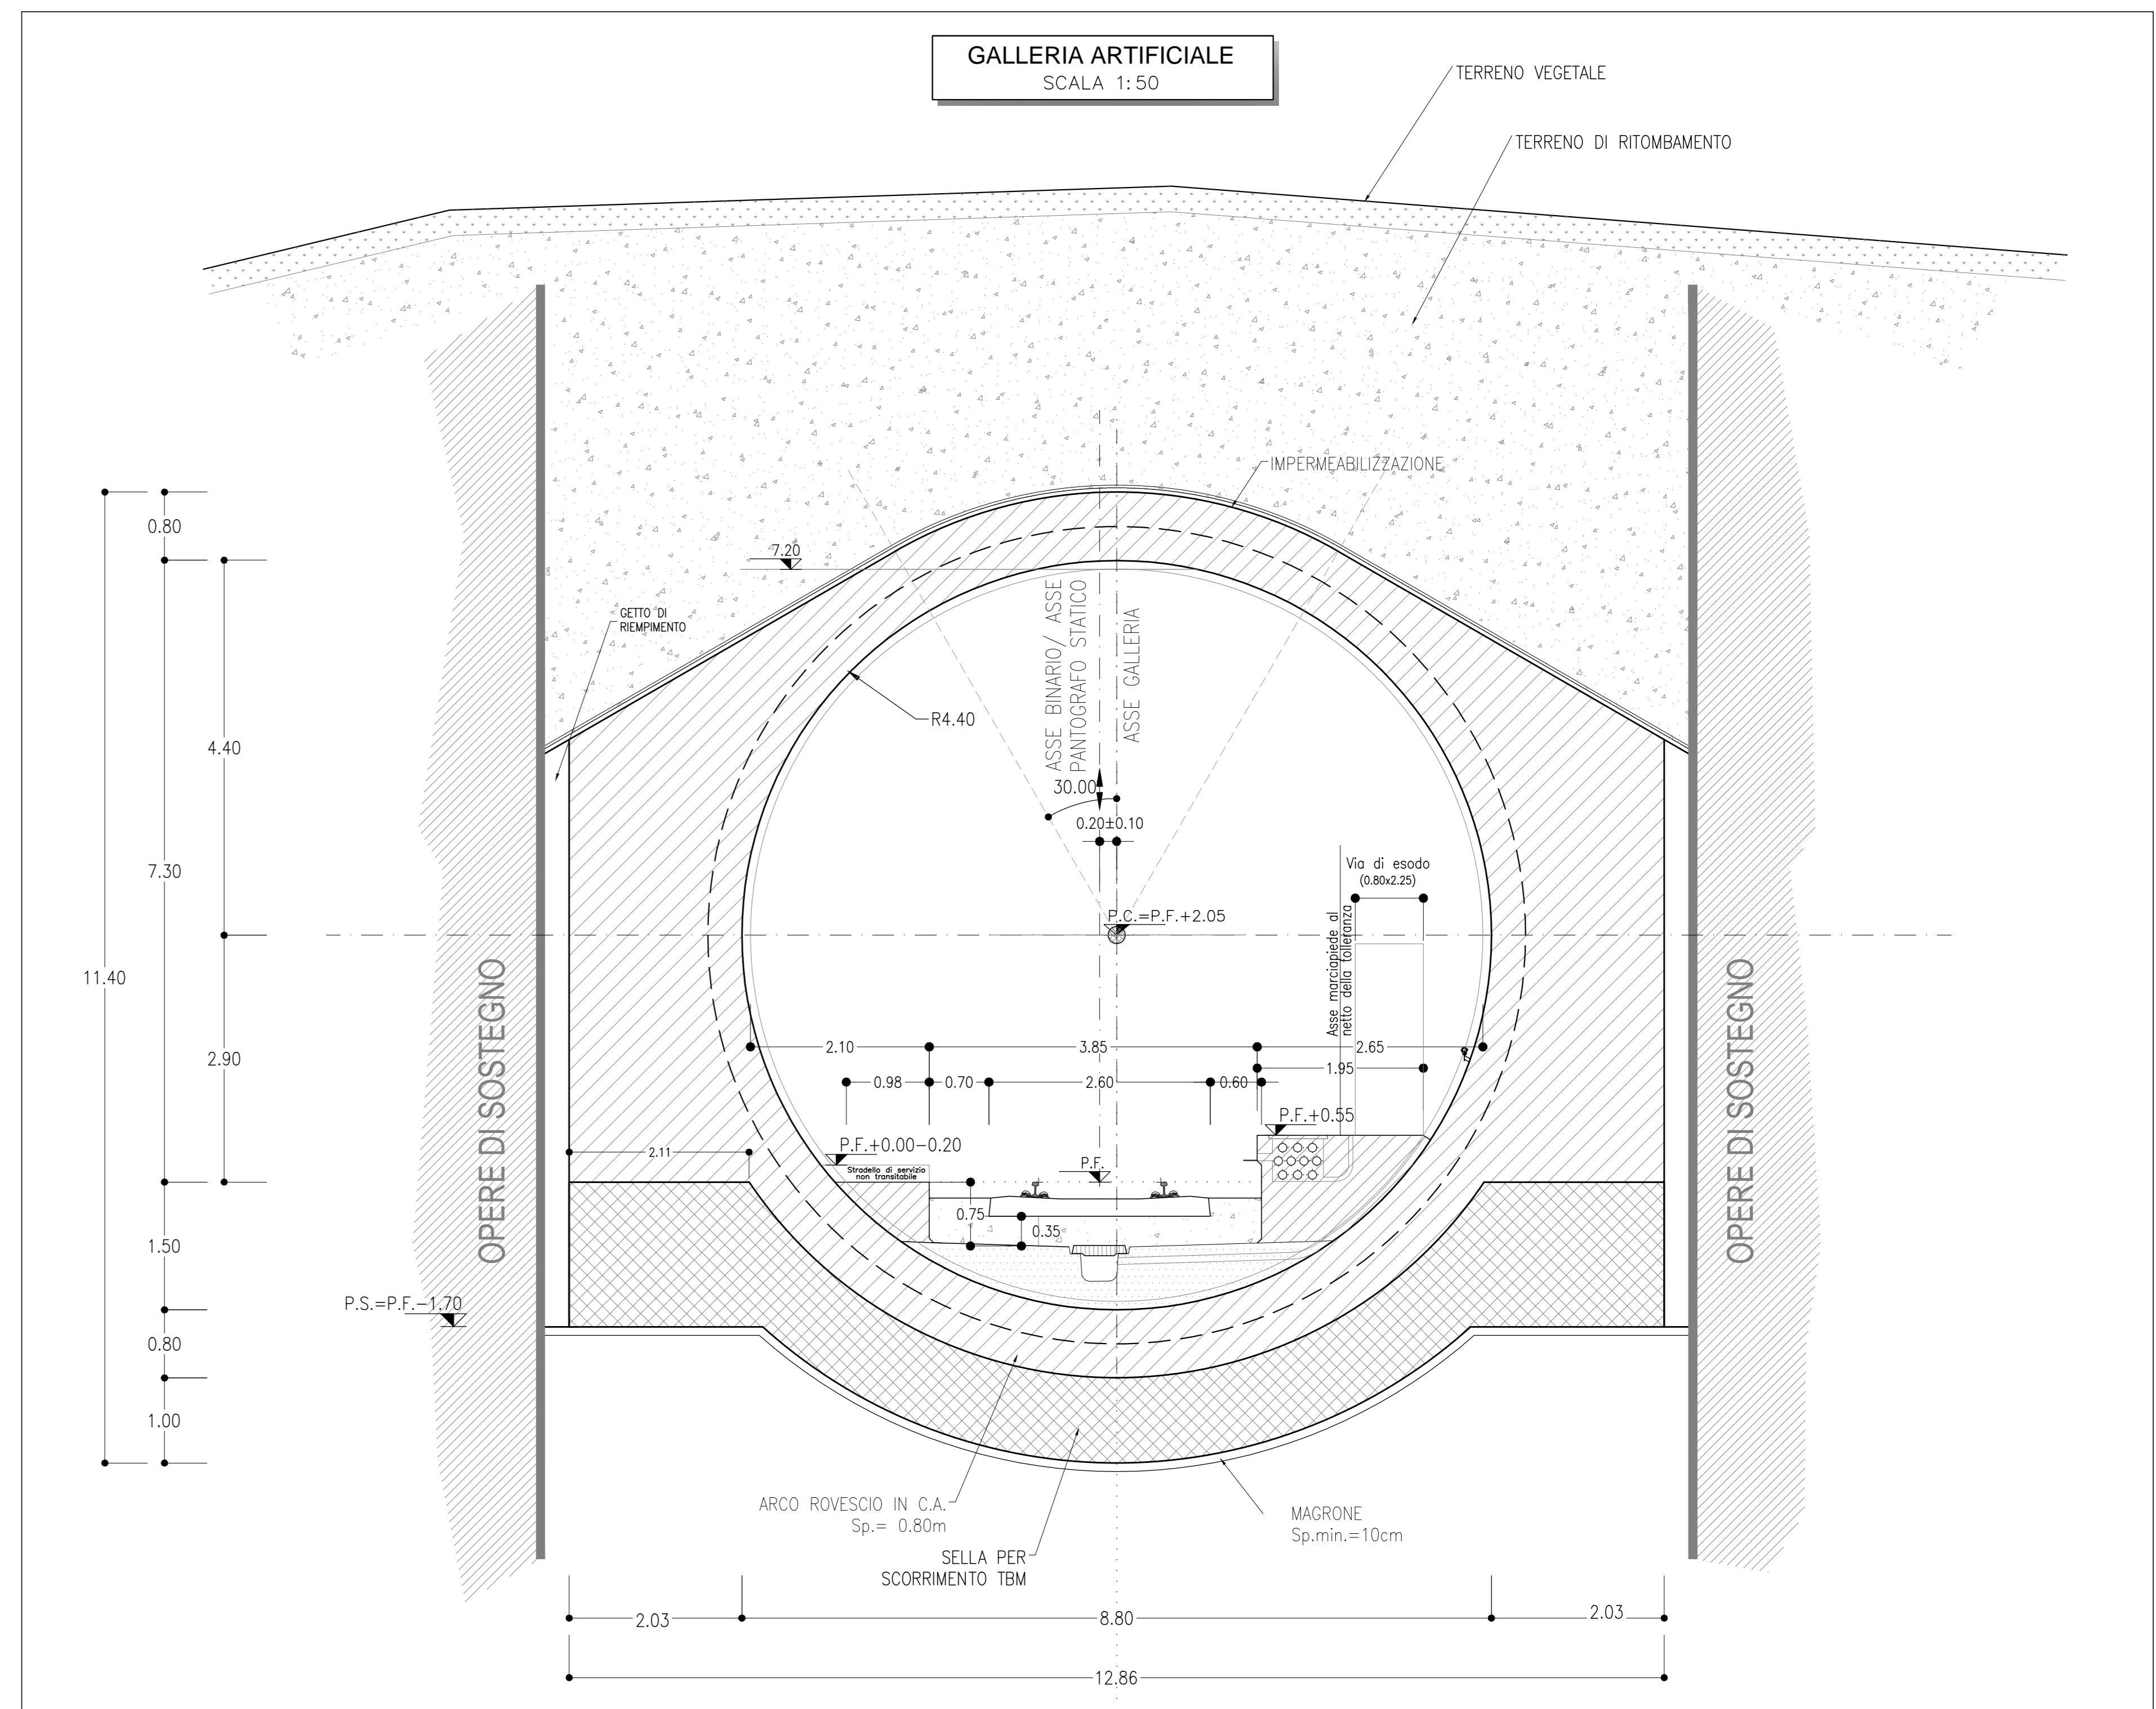 GALLERIA ARTIFICIALE
SCALA 1:50
TERRENO VEGETALE
TERRENO DI RITOMBAMENTO
IMPERMEABILIZZAZIONE
0.80
7.20
GETTO DI
RIEMPIMENTO
ASSE BINARIO/ ASSE
PANTOGRAFO STATICO
ASSE GALLERIA
R4.40
4.40
30.00
0.20±0.10
7.30
Via di esodo
(0.80x2.25)
P.C.=P.F.+2.05
Asse marciapiede al
netto della tolleranza
11.40
OPERE DI SOSTEGNO
OPERE DI SOSTEGNO
2.90
2.10
3.85
2.65
1.95
0.98
0.70
2.60
0.60
P.F.+0.55
P.F.+0.00-0.20
2.11
Stradello di servizio
non transitabile
P.F.
0.75
0.35
1.50
P.S.=P.F.-1.70
0.80
1.00
ARCO ROVESCIO IN C.A.
Sp.= 0.80m
MAGRONE
Sp.min.=10cm
SELLA PER
SCORRIMENTO TBM
2.03
8.80
2.03
12.86